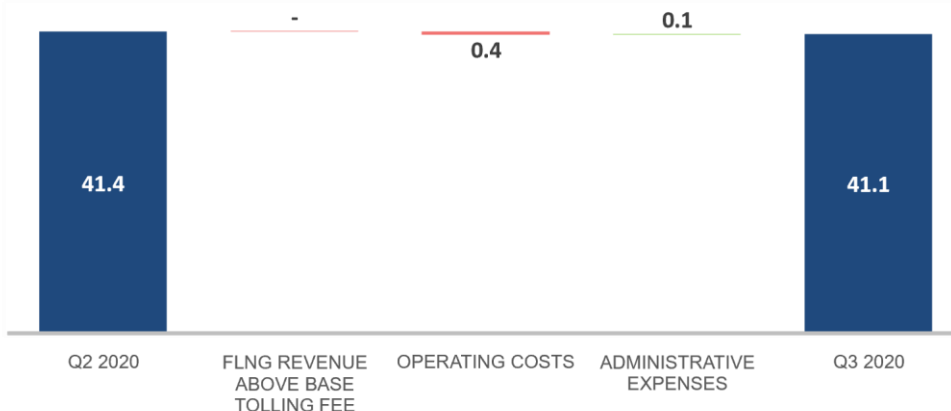 -
0.4
0.1
41.4
41.1
Q2 2020
FLNG REVENUE
ABOVE BASE
TOLLING FEE
OPERATING COSTS
ADMINISTRATIVE
EXPENSES
Q3 2020